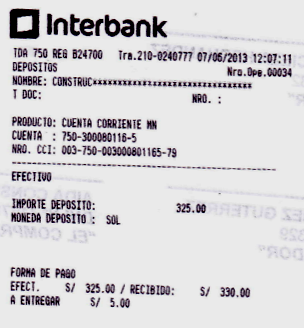 Interbank
TDA 750 REG B24700 Tra.210-0240777 07/06/2013 12:07:11
DEPOSITOS Nro.Ope.00034
NOMBRE: CONSTRUC*********************************
T DOC: NRO. :
PRODUCTO: CUENTA CORRIENTE MN
CUENTA : 750-300080116-5
NRO. CCI: 003-750-003000801165-79
EFECTIVO
IMPORTE DEPOSITO: 325.00
MONEDA DEPOSITO : SOL
FORMA DE PAGO
EFECT. S/ 325.00 / RECIBIDO: S/ 330.00
A ENTREGAR S/ 5.00